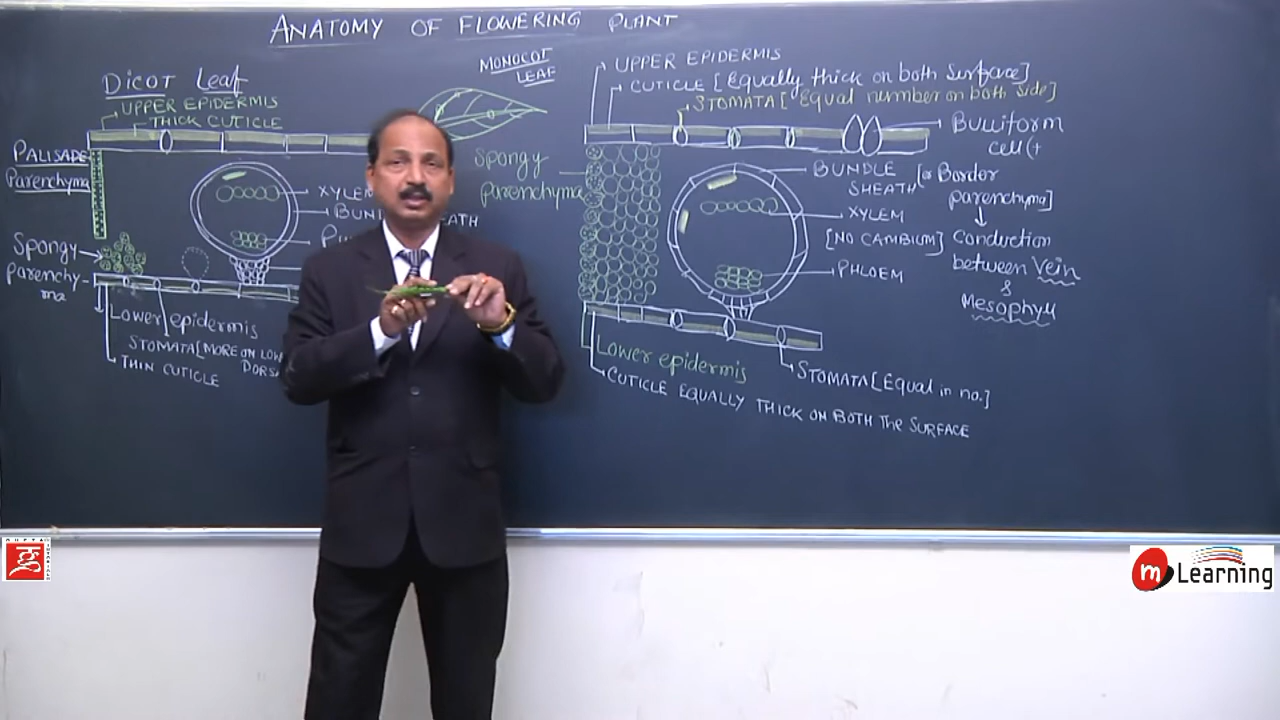 ANATOMY OF FLOWERING PLANT
DICOT Leaf
UPPER EPIDERMIS
THICK CUTICLE
PALISADE
Parenchyma
XYLEM
Spongy
parenchy-
ma
Lower epidermis
STOMATA [MORE ON
THIN CUTICLE
MONOCOT
LEAF
UPPER EPIDERMIS
CUTICLE [Equally thick on both Surface]
STOMATA [Equal number on both side]
Bulliform
cell (+
Spongy
parenchyma
BUNDLE
SHEATH [or Border
parenchyma]
XYLEM
[NO CAMBIUM]
Conduction
between Vein
&
Mesophyll
PHLOEM
Lower epidermis
STOMATA [Equal in no.]
CUTICLE EQUALLY THICK ON BOTH The SURFACE
m Learning